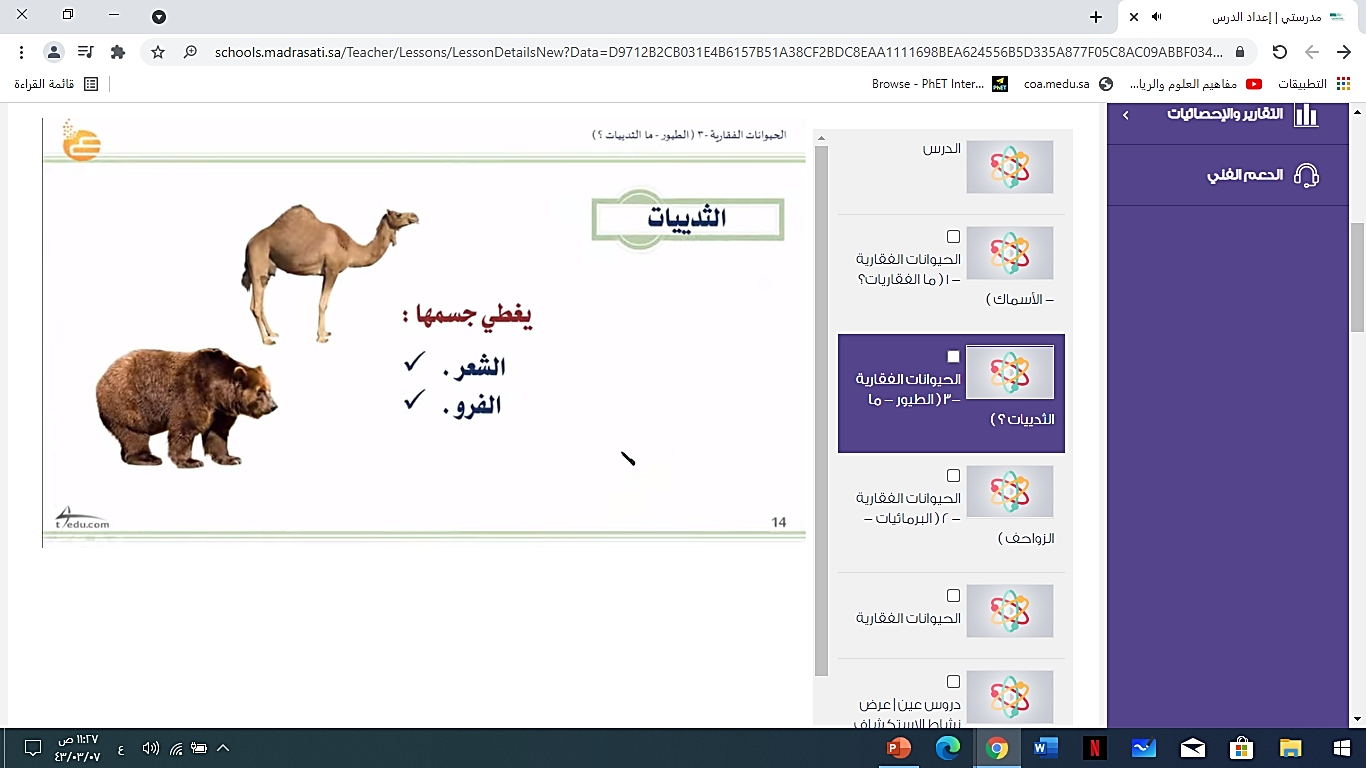 مدرستي | إعداد الدرس
schools.madrasati.sa/Teacher/Lessons/LessonDetailsNew?Data=D9712B2CB031E4B6157B51A38CF2BDC8EAA1111698BEA624556B5D335A877F05C8AC09ABBF034...
التطبيقات
مفاهيم العلوم والريا...
coa.medu.sa
Browse - PhET Inter...
قائمة القراءة
التقارير والإحصائيات
الدعم الفني
الدرس
الحيوانات الفقارية
– ١ ( ما الفقاريات؟
– الأسماك )
الحيوانات الفقارية
–٣ ( الطيور – ما
الثدييات ؟ )
الحيوانات الفقارية
– ٢ ( البرمائيات –
الزواحف )
الحيوانات الفقارية
دروس عين | عرض
نشاط الاستكشاف
الحيوانات الفقارية -٣ ( الطيور - ما الثدييات ؟ )
الثدييات
يغطي جسمها :
الشعر .
الفرو .
t4edu.com
14
ع
١١:٢٧ ص
٤٣/٠٣/٠٧